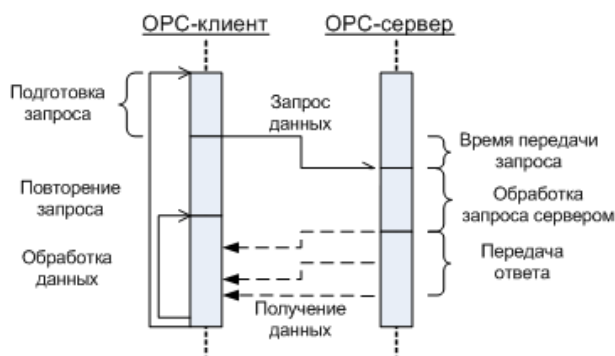 OPC-клиент
OPC-сервер
Подготовка
запроса
Запрос
данных
Время передачи
запроса
Повторение
запроса
Обработка
запроса сервером
Обработка
данных
Передача
ответа
Получение
данных